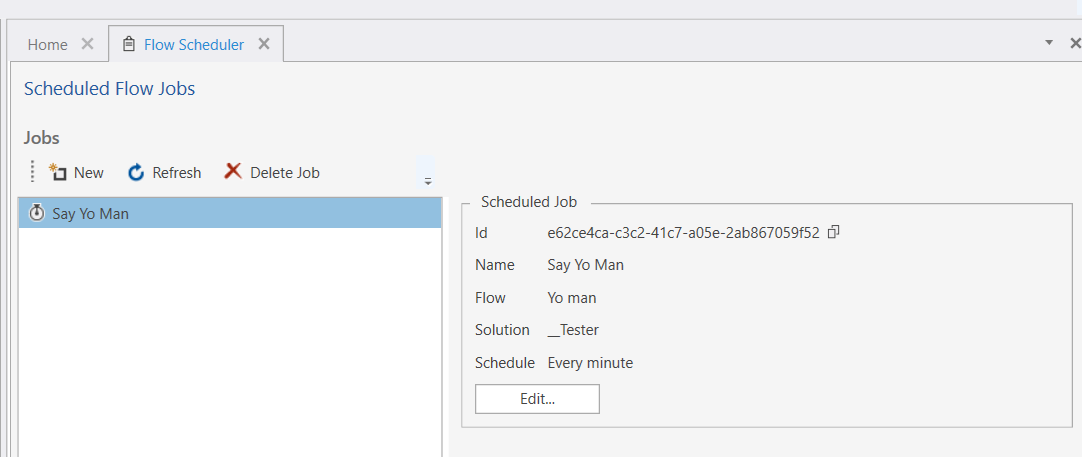 Home Flow Scheduler
Scheduled Flow Jobs
Jobs
New Refresh Delete Job
Say Yo Man
Scheduled Job
Id e62ce4ca-c3c2-41c7-a05e-2ab867059f52
Name Say Yo Man
Flow Yo man
Solution __Tester
Schedule Every minute
Edit...